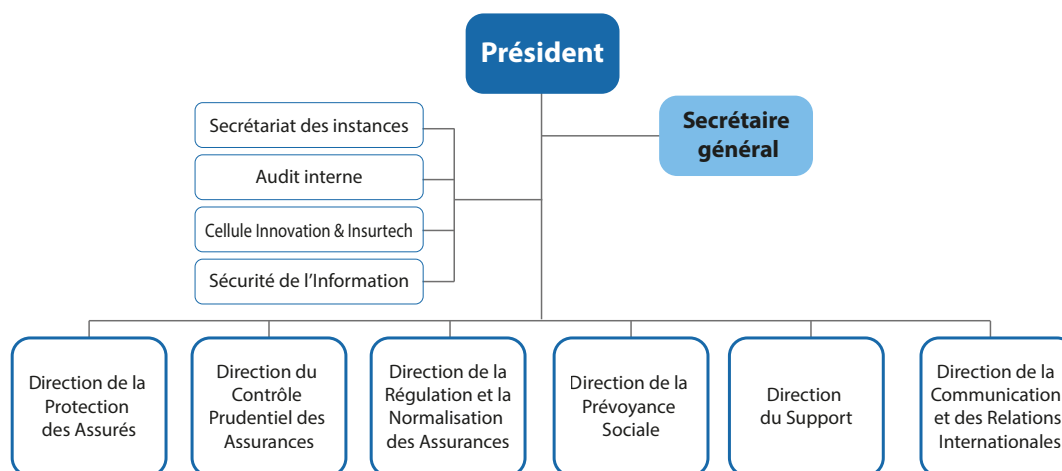 Président
Secrétaire
général
Secrétariat des instances
Audit interne
Cellule Innovation & Insurtech
Sécurité de l’Information
Direction de la
Protection
des Assurés
Direction du
Contrôle
Prudentiel des
Assurances
Direction de la
Régulation et la
Normalisation
des Assurances
Direction de la
Prévoyance
Sociale
Direction
du Support
Direction de la
Communication
et des Relations
Internationales